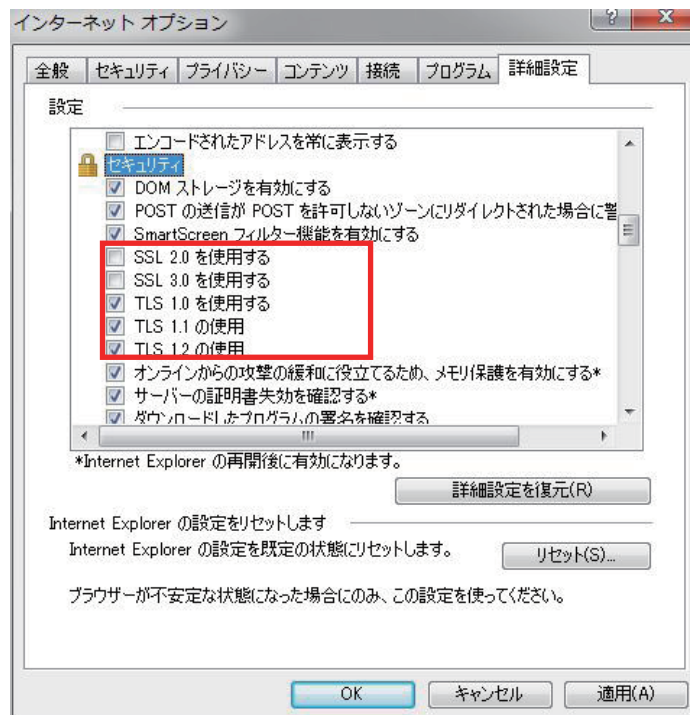 インターネット オプション
全般 セキュリティ プライバシー コンテンツ 接続 プログラム 詳細設定
設定
エンコードされたアドレスを常に表示する
セキュリティ
DOM ストレージを有効にする
POST の送信が POST を許可しないゾーンにリダイレクトされた場合に警
SmartScreen フィルター機能を有効にする
SSL 2.0 を使用する
SSL 3.0 を使用する
TLS 1.0 を使用する
TLS 1.1 の使用
TLS 1.2 の使用
オンラインからの攻撃の緩和に役立てるため、メモリ保護を有効にする*
サーバーの証明書失効を確認する*
ダウンロードしたプログラムの署名を確認する
*Internet Explorer の再開後に有効になります。
詳細設定を復元(R)
Internet Explorer の設定をリセットします
Internet Explorer の設定を既定の状態にリセットします。
リセット(S)...
ブラウザーが不安定な状態になった場合にのみ、この設定を使ってください。
OK キャンセル 適用(A)